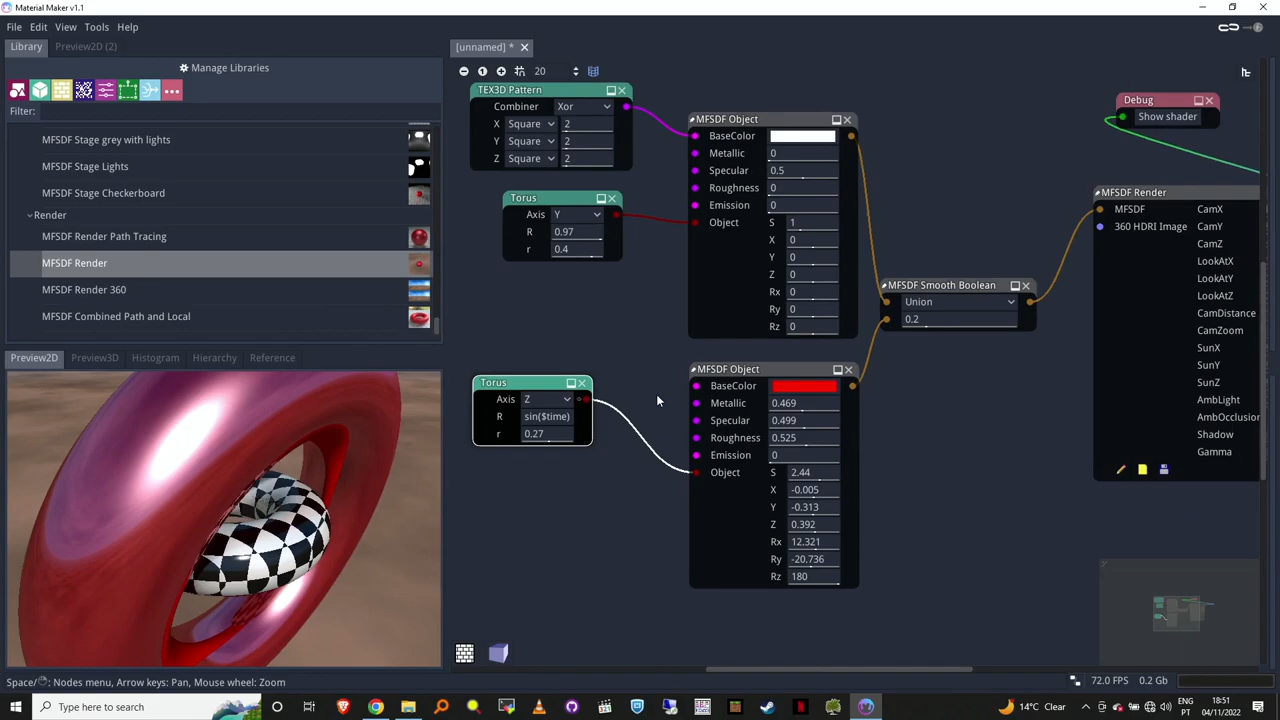 Material Maker v1.1
File Edit View Tools Help
Library Preview2D (2)
Manage Libraries
Filter:
MFSDF Stage grey with lights
MFSDF Stage Lights
MFSDF Stage Checkerboard
Render
MFSDF Render Path Tracing
MFSDF Render
MFSDF Render 360
MFSDF Combined Path and Local
Preview2D Preview3D Histogram Hierarchy Reference
[unnamed] *
20
TEX3D Pattern
Combiner Xor
X Square 2
Y Square 2
Z Square 2
Torus
Axis Y
R 0.97
r 0.4
Torus
Axis Z
R sin($time)
r 0.27
MFSDF Object
BaseColor
Metallic 0
Specular 0.5
Roughness 0
Emission 0
Object S 1
X 0
Y 0
Z 0
Rx 0
Ry 0
Rz 0
MFSDF Object
BaseColor
Metallic 0.469
Specular 0.499
Roughness 0.525
Emission 0
Object S 2.44
X -0.005
Y -0.313
Z 0.392
Rx 12.321
Ry -20.736
Rz 180
MFSDF Smooth Boolean
Union
0.2
Debug
Show shader
MFSDF Render
MFSDF CamX
360 HDRI Image CamY
CamZ
LookAtX
LookAtY
LookAtZ
CamDistance
CamZoom
SunX
SunY
SunZ
AmbLight
AmbOcclusion
Shadow
Gamma
Space/ : Nodes menu, Arrow keys: Pan, Mouse wheel: Zoom
72.0 FPS 0.2 Gb
Type here to search
14°C Clear
ENG
PT
18:51
04/11/2022